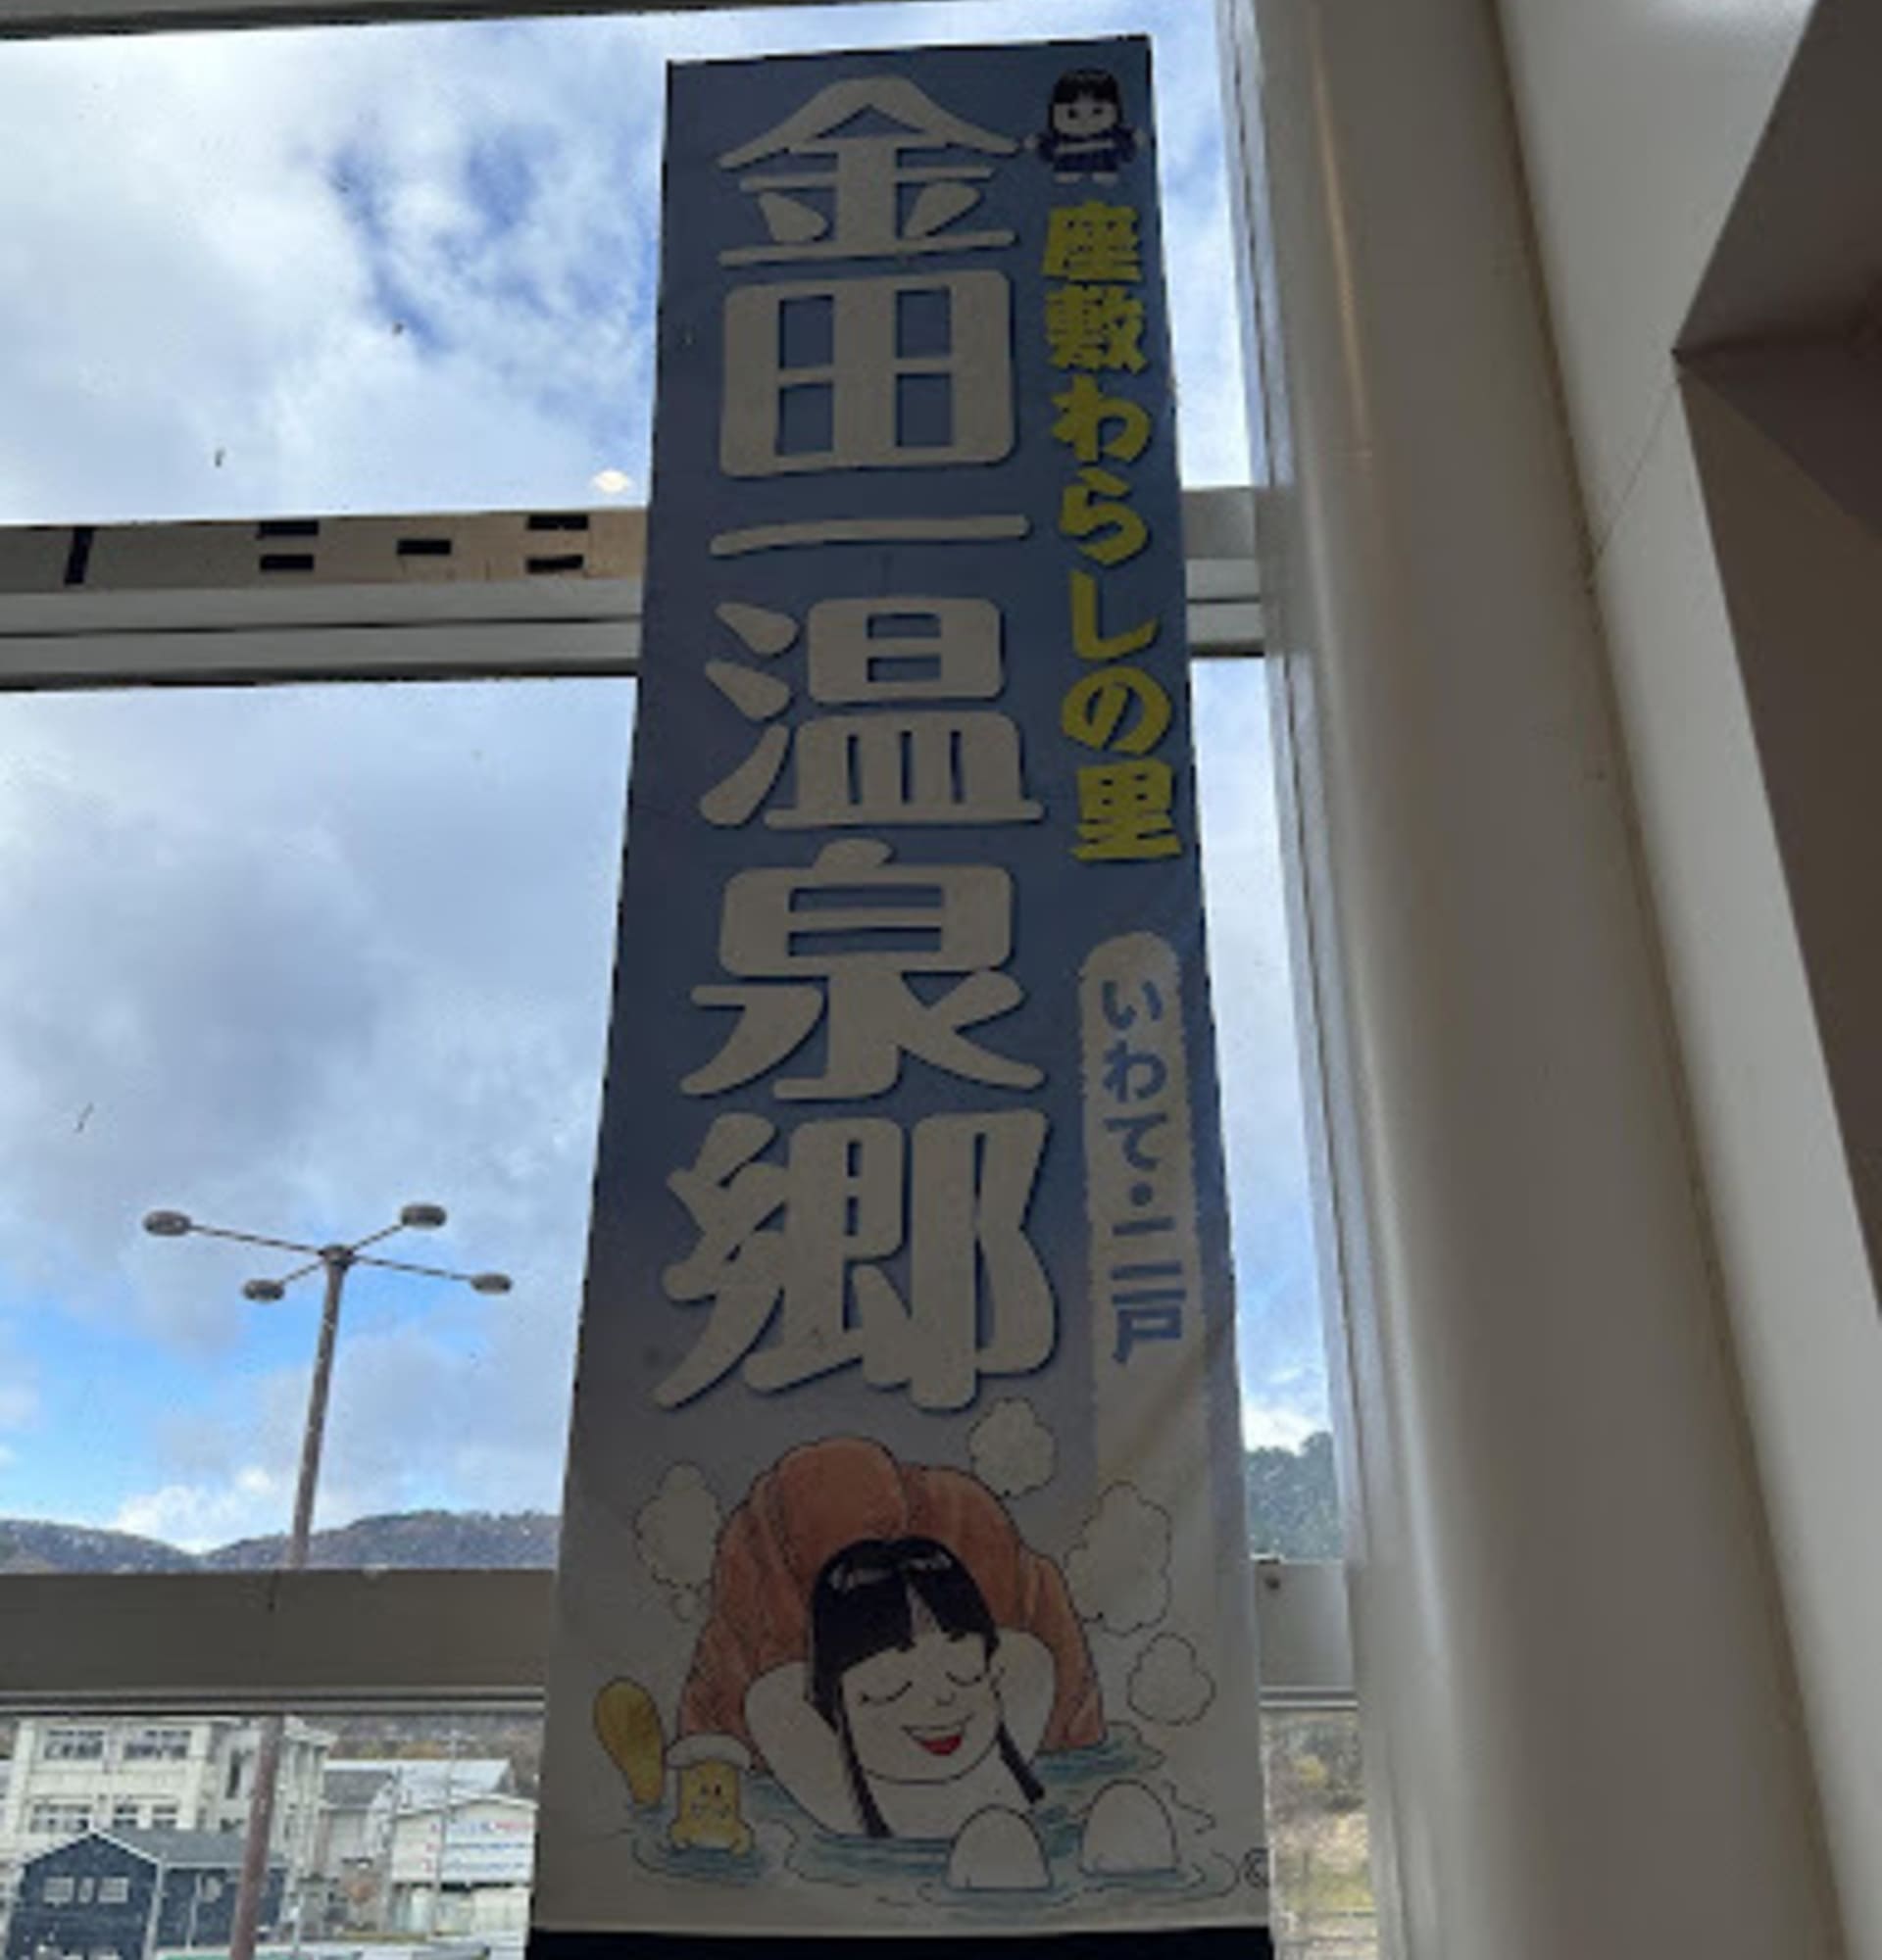 座敷わらしの里
いわて・二戸
金田一温泉郷
©